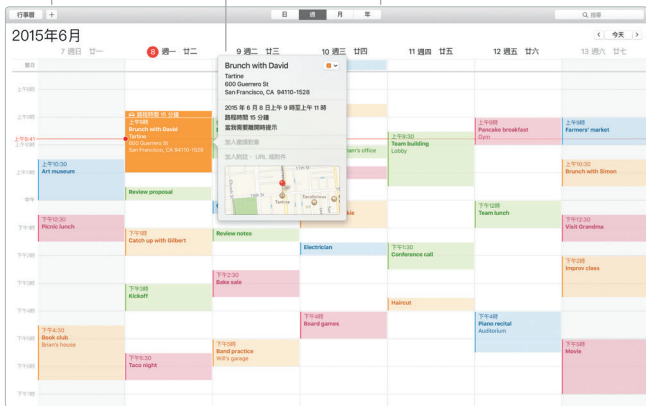 行事曆 +
日 週 月 年
搜尋
2015年6月
今天
7 週日 廿一
8 週一 廿二
9 週二 廿三
10 週三 廿四
11 週四 廿五
12 週五 廿六
13 週六 廿七
整日
上午9:41
路程時間 15 分鐘
上午9時
Brunch with David
Tartine
600 Guerrero St
San Francisco, CA 94110-1528
Brunch with David
Tartine
600 Guerrero St
San Francisco, CA 94110-1528
2015 年 6 月 8 日上午 9 時至上午 11 時
路程時間 15 分鐘
當我需要離開時提示
加入邀請對象
加入附註、URL 或附件
Tartine
上午10:30
Art museum
下午12:30
Picnic lunch
下午4:30
Book club
Brian's house
Review proposal
下午1時
Catch up with Gilbert
下午3時
Kickoff
下午5:30
Taco night
Review notes
下午2:30
Bake sale
下午5時
Band practice
Will's garage
Electrician
下午4時
Board games
上午9:30
Team building
Lobby
下午1:30
Conference call
Haircut
上午9時
Pancake breakfast
Gym
下午12時
Team lunch
下午4時
Piano recital
Auditorium
上午9時
Farmers' market
上午10:30
Brunch with Simon
下午12:30
Visit Grandma
下午2時
Improv class
下午5時
Movie